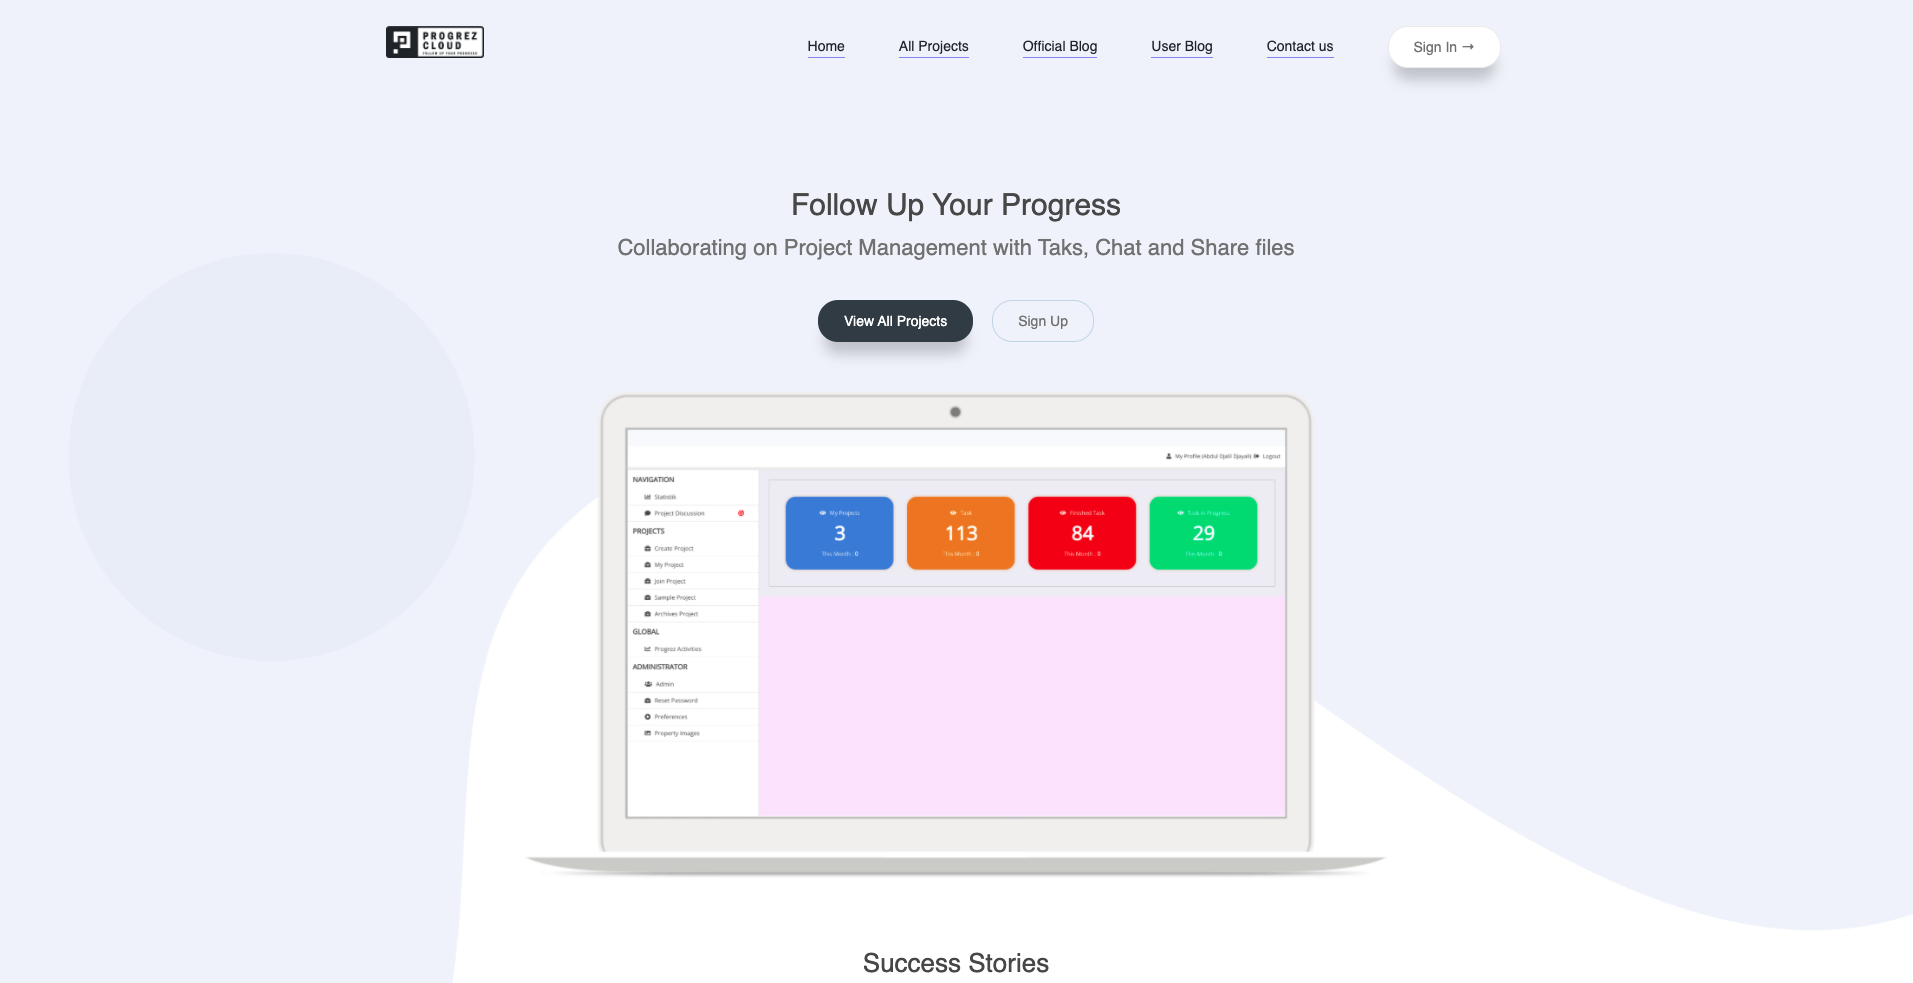 PROGREZ
CLOUD
FOLLOW UP YOUR PROGRESS
Home
All Projects
Official Blog
User Blog
Contact us
Sign In →
Follow Up Your Progress
Collaborating on Project Management with Taks, Chat and Share files
View All Projects
Sign Up
My Profile (Abdul Djalil Djayali)
Logout
NAVIGATION
Statistik
Project Discussion
PROJECTS
Create Project
My Project
Join Project
Sample Project
Archives Project
GLOBAL
Progrez Activities
ADMINISTRATOR
Admin
Reset Password
Preferences
Property Images
My Projects
3
This Month : 0
Task
113
This Month : 0
Finished Task
84
This Month : 0
Task in Progress
29
This Month : 0
Success Stories